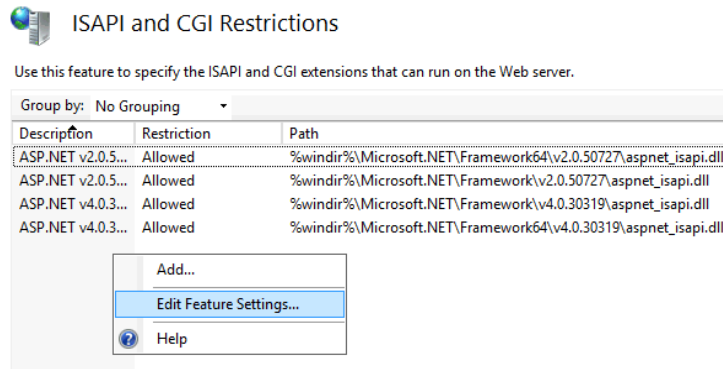 ISAPI and CGI Restrictions
Use this feature to specify the ISAPI and CGI extensions that can run on the Web server.
Group by: No Grouping
Description Restriction Path
ASP.NET v2.0.5... Allowed %windir%\Microsoft.NET\Framework64\v2.0.50727\aspnet_isapi.dll
ASP.NET v2.0.5... Allowed %windir%\Microsoft.NET\Framework\v2.0.50727\aspnet_isapi.dll
ASP.NET v4.0.3... Allowed %windir%\Microsoft.NET\Framework\v4.0.30319\aspnet_isapi.dll
ASP.NET v4.0.3... Allowed %windir%\Microsoft.NET\Framework64\v4.0.30319\aspnet_isapi.dll
Add...
Edit Feature Settings...
Help